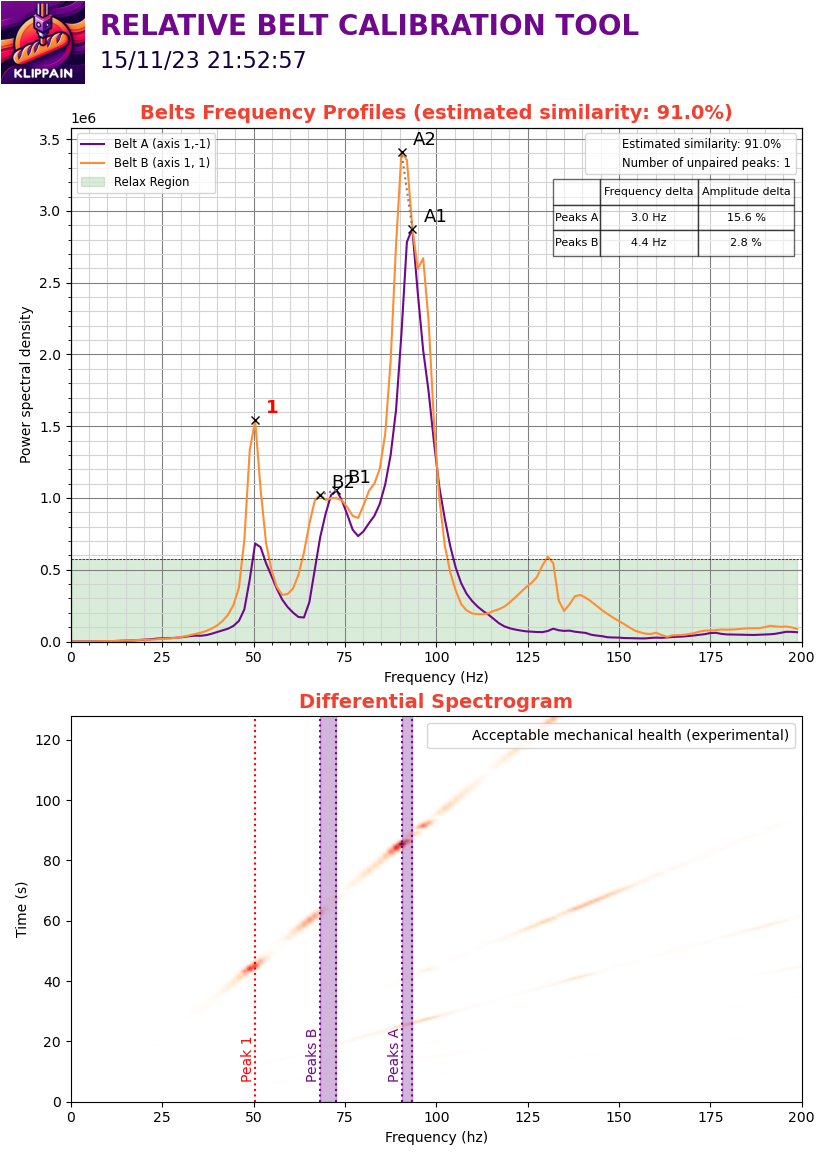 KLIPPAIN
RELATIVE BELT CALIBRATION TOOL
15/11/23 21:52:57
Belts Frequency Profiles (estimated similarity: 91.0%)
1e6
Belt A (axis 1,-1)
Belt B (axis 1, 1)
Relax Region
Estimated similarity: 91.0%
Number of unpaired peaks: 1
Frequency delta Amplitude delta
Peaks A 3.0 Hz 15.6 %
Peaks B 4.4 Hz 2.8 %
A2
A1
1
B2
B1
Power spectral density
3.5
3.0
2.5
2.0
1.5
1.0
0.5
0.0
0 25 50 75 100 125 150 175 200
Frequency (Hz)
Differential Spectrogram
Acceptable mechanical health (experimental)
Time (s)
120
100
80
60
40
20
0
Peak 1
Peaks B
Peaks A
0 25 50 75 100 125 150 175 200
Frequency (hz)